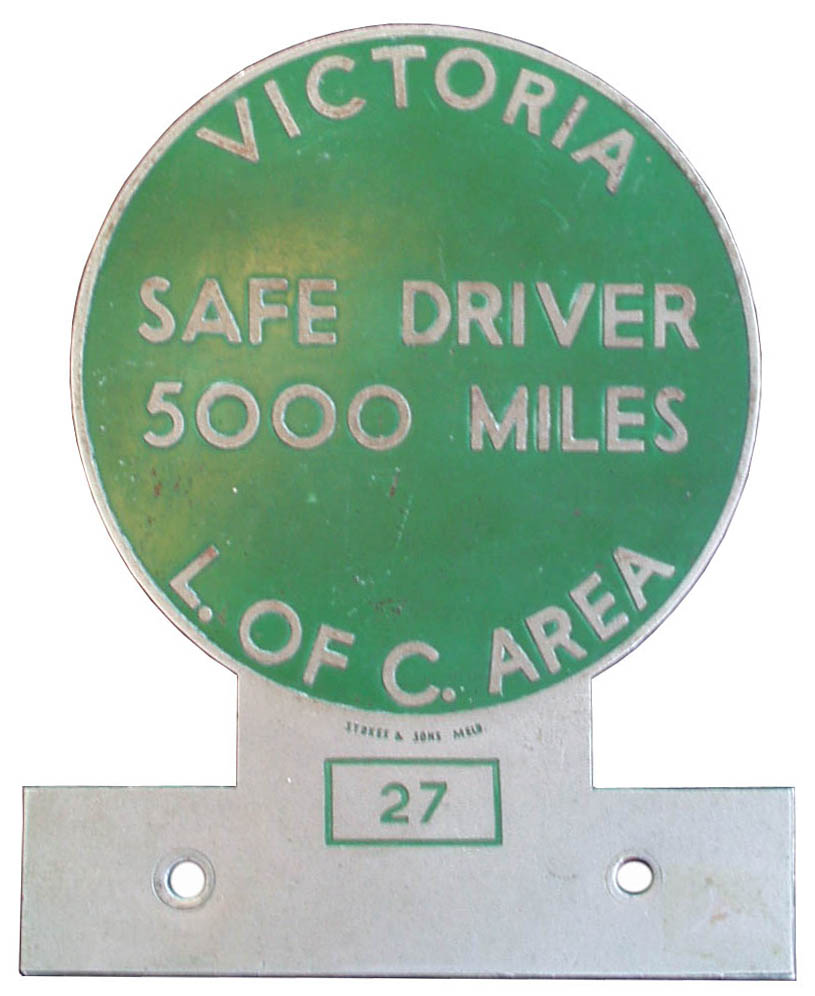 VICTORIA
SAFE DRIVER
5000 MILES
L. OF C. AREA
STOKES & SONS MELB.
27